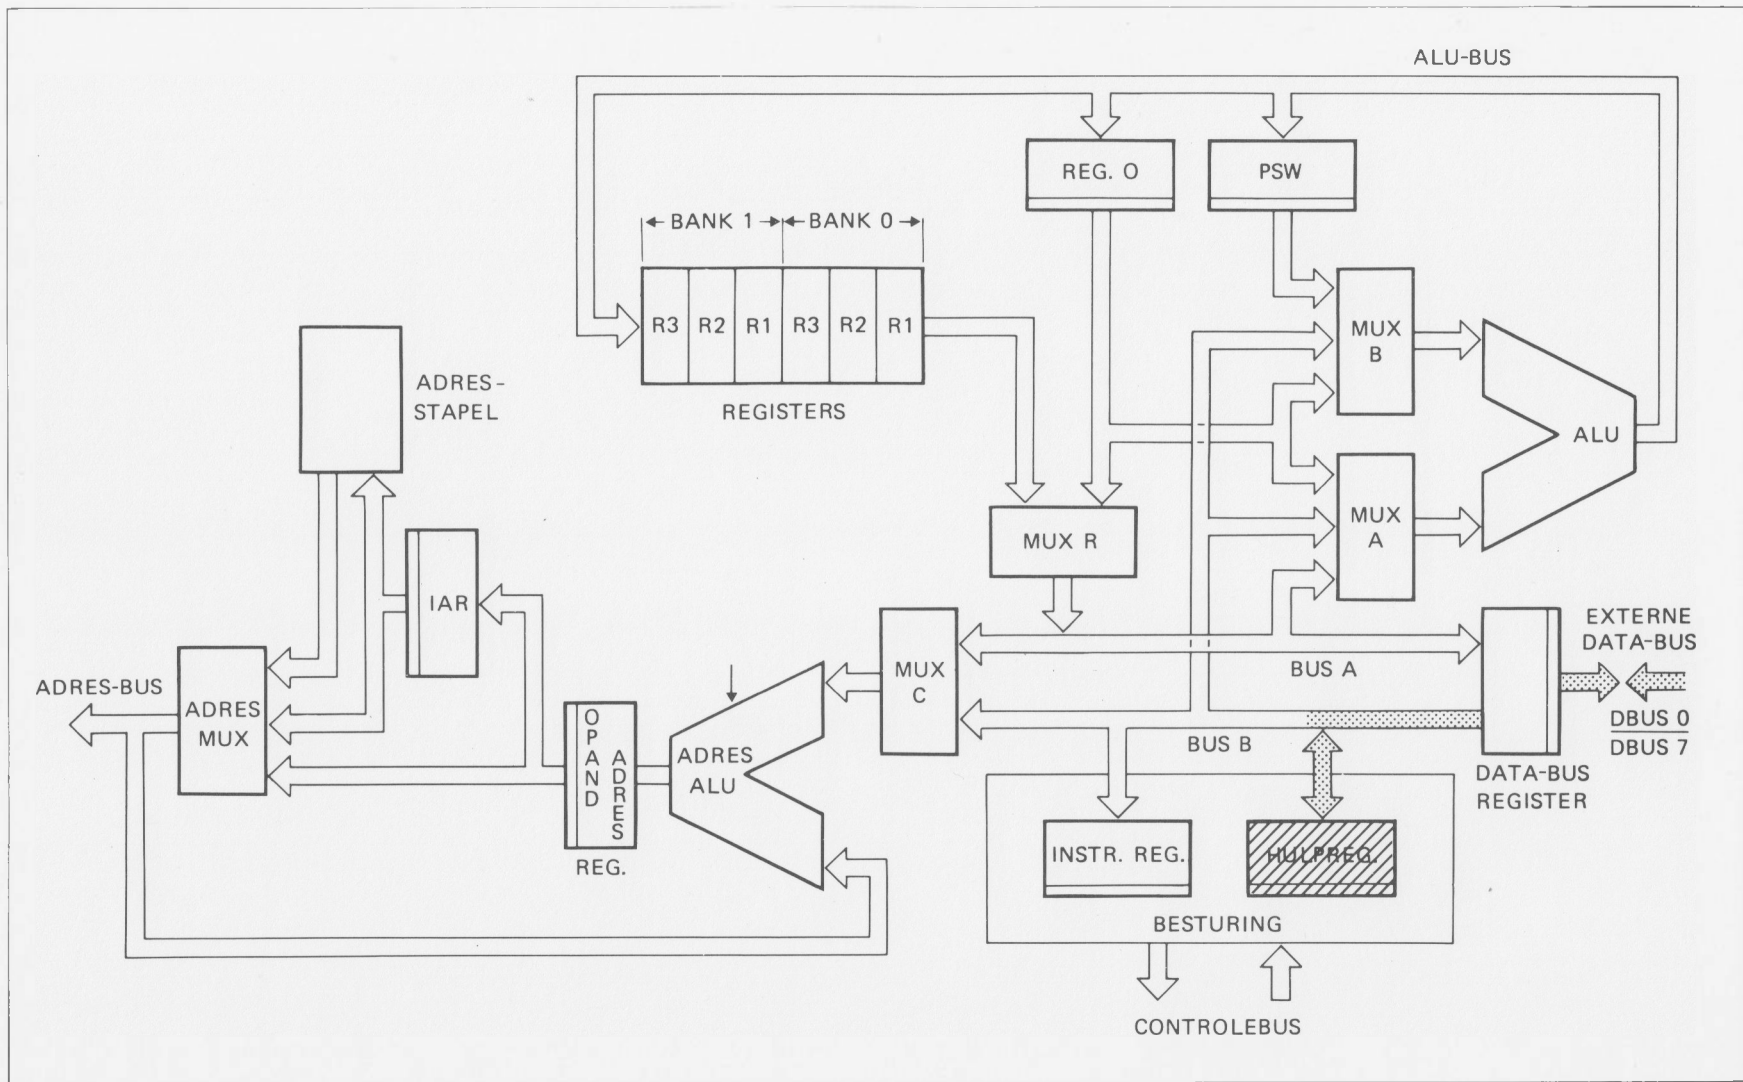 ALU-BUS
REG. O
PSW
BANK 1
BANK 0
R3 R2 R1 R3 R2 R1
REGISTERS
MUX
B
ALU
MUX
A
MUX R
ADRES-
STAPEL
IAR
ADRES-BUS
ADRES
MUX
OPAND
ADRES
REG.
ADRES
ALU
MUX
C
BUS A
BUS B
EXTERNE
DATA-BUS
DBUS 0
DBUS 7
DATA-BUS
REGISTER
INSTR. REG.
HULPREG.
BESTURING
CONTROLEBUS